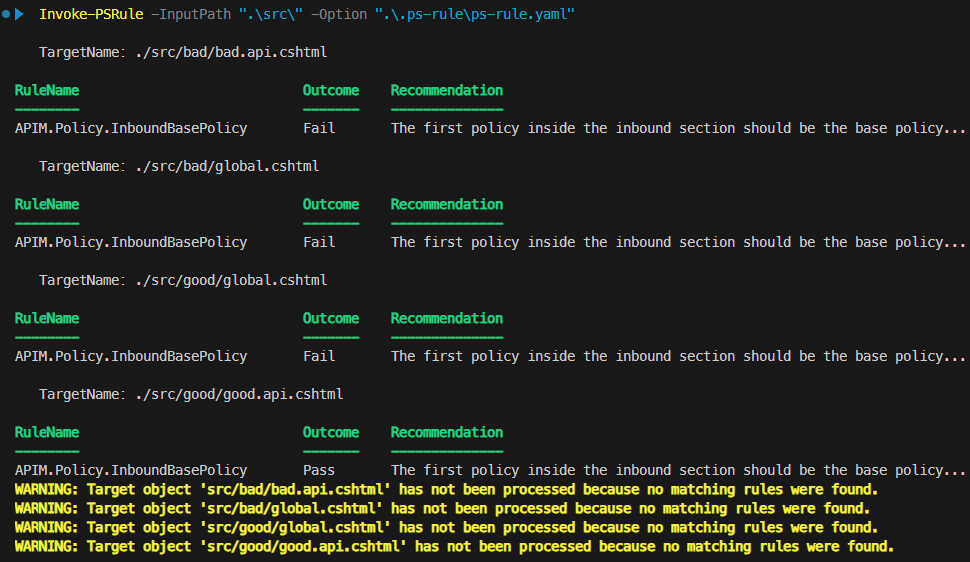 Invoke-PSRule -InputPath ".\src\" -Option ".\.ps-rule\ps-rule.yaml"
TargetName: ./src/bad/bad.api.cshtml
RuleName Outcome Recommendation
-------- ------- --------------
APIM.Policy.InboundBasePolicy Fail The first policy inside the inbound section should be the base policy...
TargetName: ./src/bad/global.cshtml
RuleName Outcome Recommendation
-------- ------- --------------
APIM.Policy.InboundBasePolicy Fail The first policy inside the inbound section should be the base policy...
TargetName: ./src/good/global.cshtml
RuleName Outcome Recommendation
-------- ------- --------------
APIM.Policy.InboundBasePolicy Fail The first policy inside the inbound section should be the base policy...
TargetName: ./src/good/good.api.cshtml
RuleName Outcome Recommendation
-------- ------- --------------
APIM.Policy.InboundBasePolicy Pass The first policy inside the inbound section should be the base policy...
WARNING: Target object 'src/bad/bad.api.cshtml' has not been processed because no matching rules were found.
WARNING: Target object 'src/bad/global.cshtml' has not been processed because no matching rules were found.
WARNING: Target object 'src/good/global.cshtml' has not been processed because no matching rules were found.
WARNING: Target object 'src/good/good.api.cshtml' has not been processed because no matching rules were found.